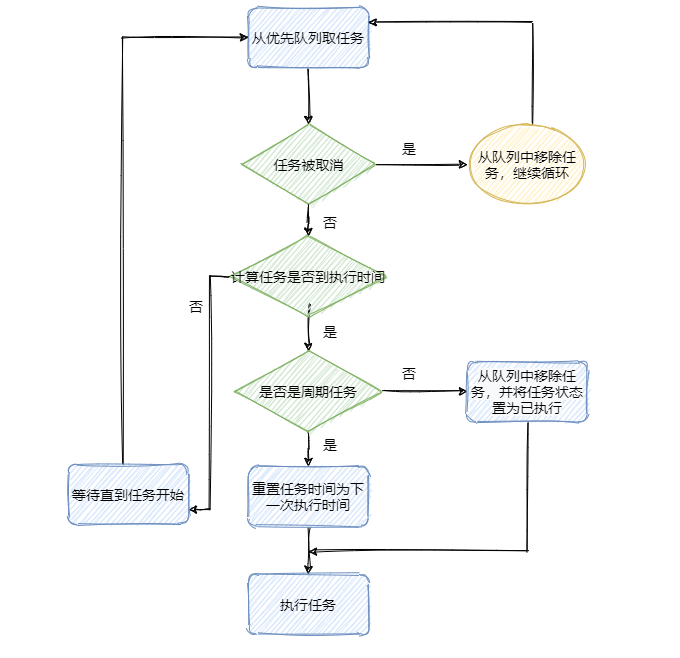 从优先队列取任务
任务被取消
是
从队列中移除任
务，继续循环
否
计算任务是否到执行时间
否
是
是否是周期任务
否
从队列中移除任
务，并将任务状态
置为已执行
是
等待直到任务开始
重置任务时间为下
一次执行时间
执行任务